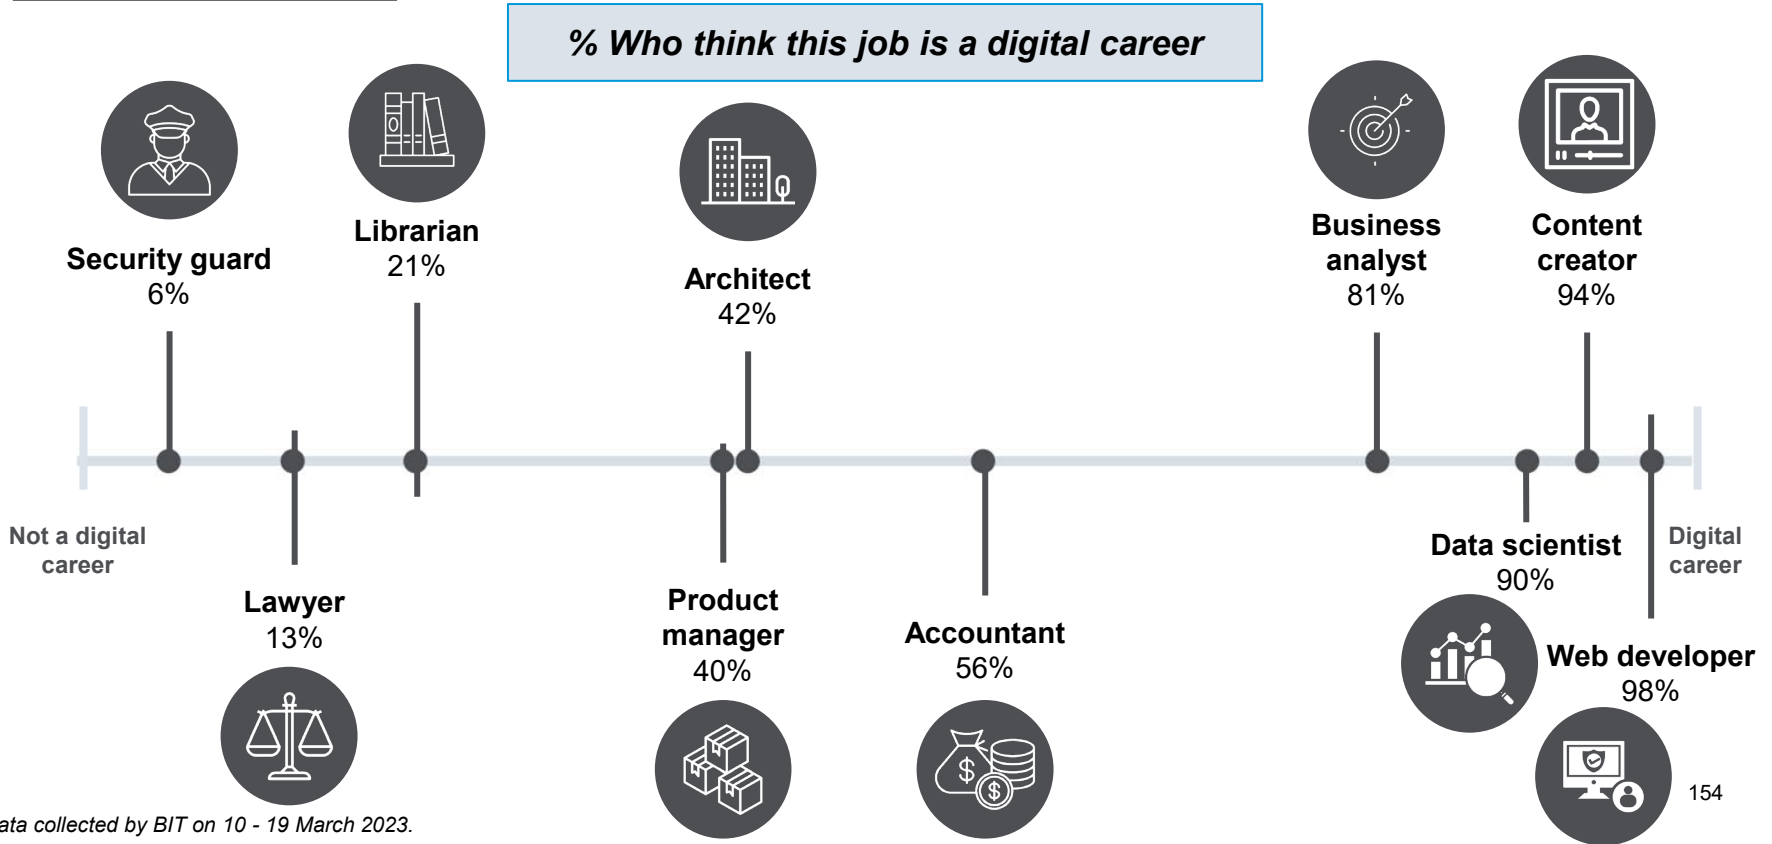 % Who think this job is a digital career
Security guard
6%
Librarian
21%
Architect
42%
Business
analyst
81%
Content
creator
94%
Not a digital
career
Digital
career
Lawyer
13%
Product
manager
40%
Accountant
56%
$
$
Data scientist
90%
Web developer
98%
154
collected by BIT on 10 - 19 March 2023.